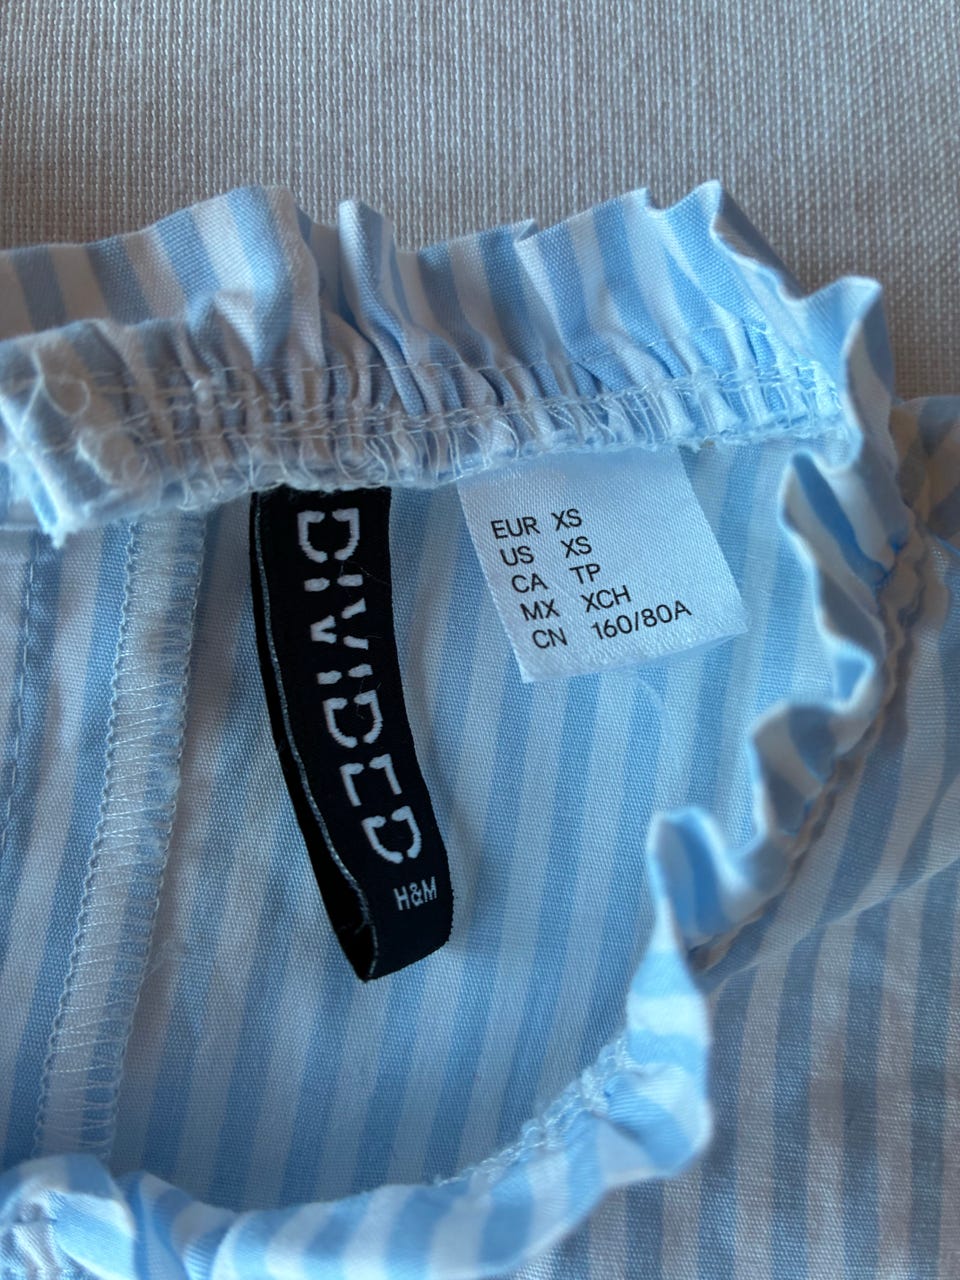 DIVIDED
H&M
EUR XS
US XS
CA TP
MX XCH
CN 160/80A